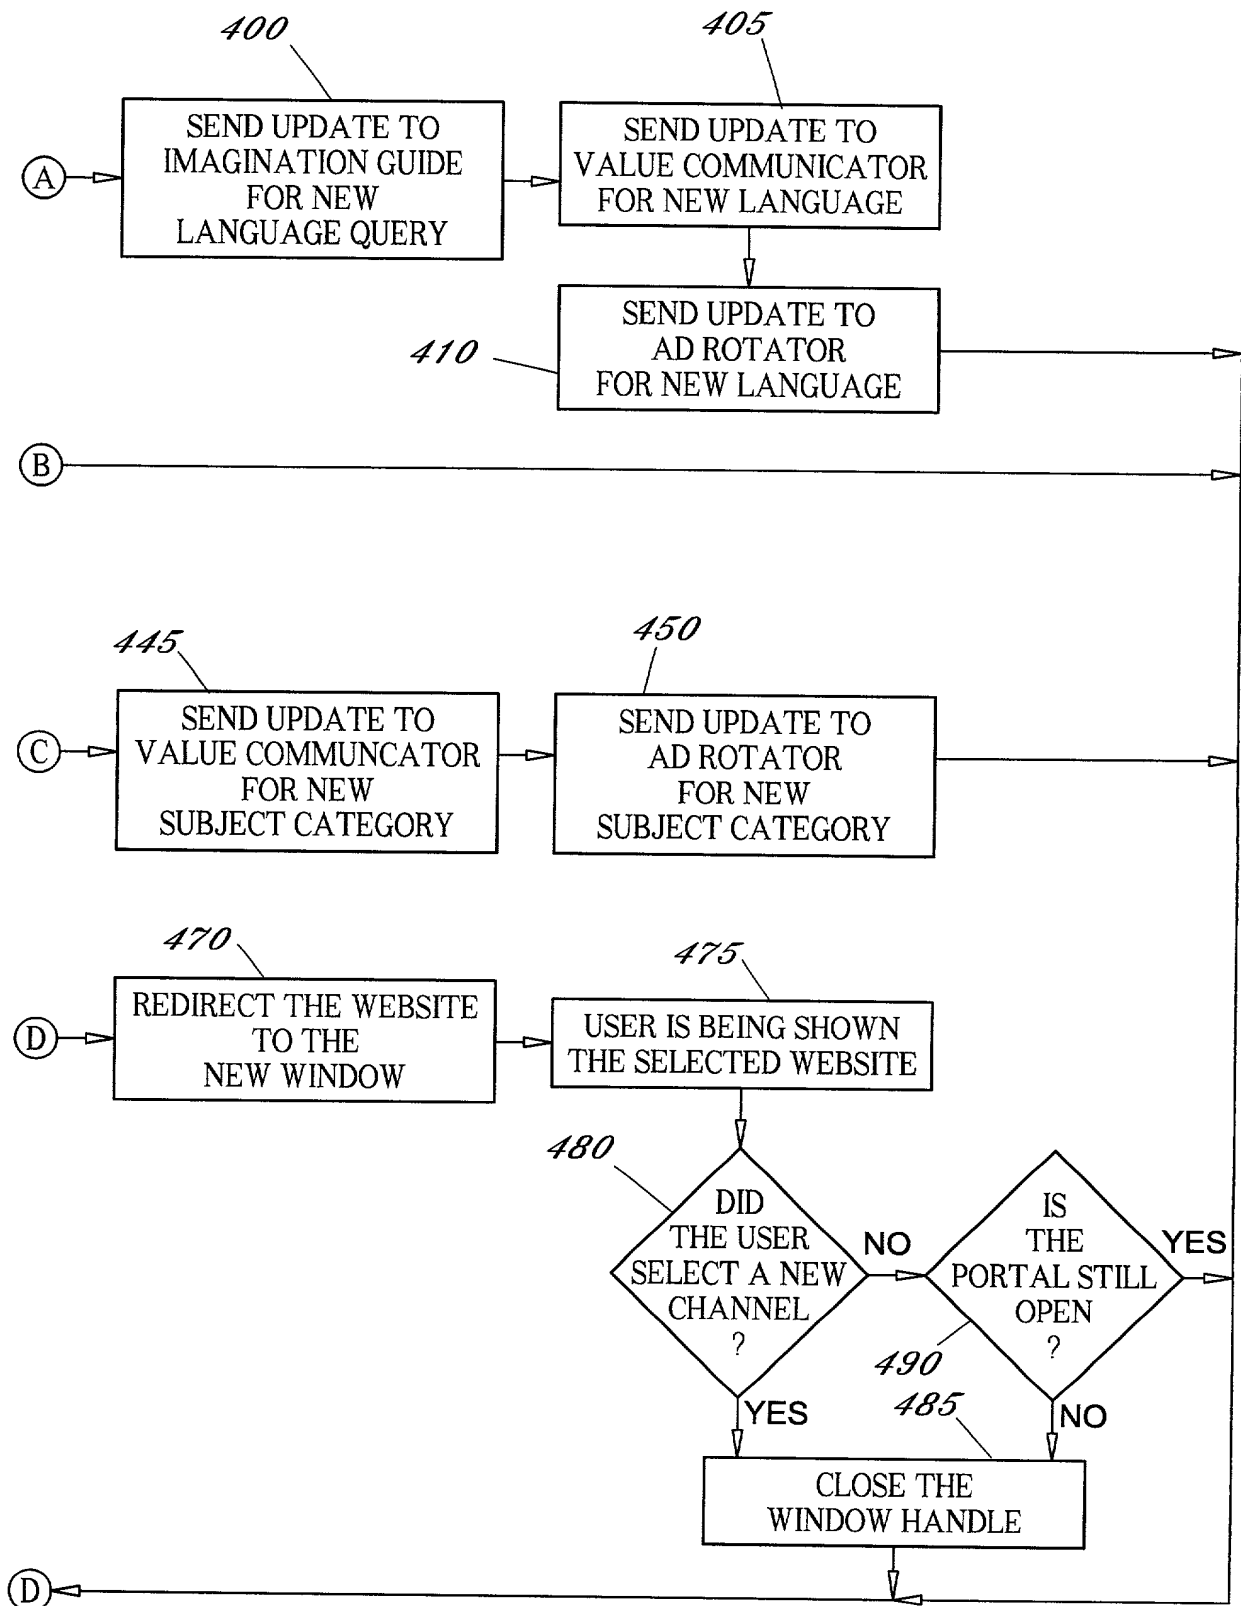 400
405
A
SEND UPDATE TO
IMAGINATION GUIDE
FOR NEW
LANGUAGE QUERY
SEND UPDATE TO
VALUE COMMUNICATOR
FOR NEW LANGUAGE
410
SEND UPDATE TO
AD ROTATOR
FOR NEW LANGUAGE
B
445
450
C
SEND UPDATE TO
VALUE COMMUNCATOR
FOR NEW
SUBJECT CATEGORY
SEND UPDATE TO
AD ROTATOR
FOR NEW
SUBJECT CATEGORY
470
475
D
REDIRECT THE WEBSITE
TO THE
NEW WINDOW
USER IS BEING SHOWN
THE SELECTED WEBSITE
480
DID
THE USER
SELECT A NEW
CHANNEL
?
NO
IS
THE
PORTAL STILL
OPEN
?
YES
490
YES
485
NO
CLOSE THE
WINDOW HANDLE
D